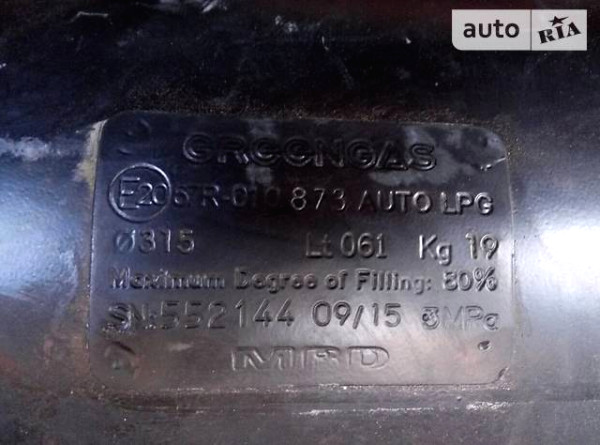 auto RIA
GREENGAS
E20 67R-010 873 AUTO LPG
Ø315 Lt 061 Kg 19
Maximum Degree of Filling: 80%
SN:552144 09/15 3MPa